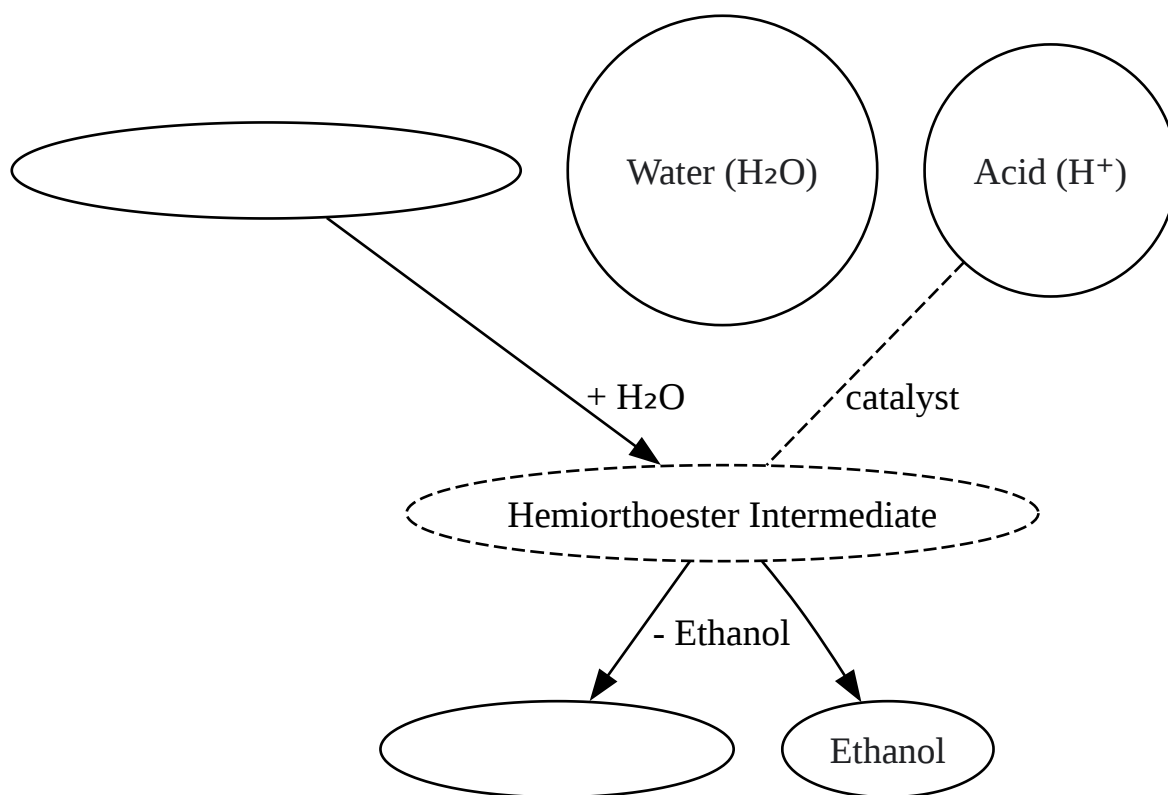 Water (H₂O)
Acid (H⁺)
+ H₂O
catalyst
Hemiorthoester Intermediate
- Ethanol
Ethanol